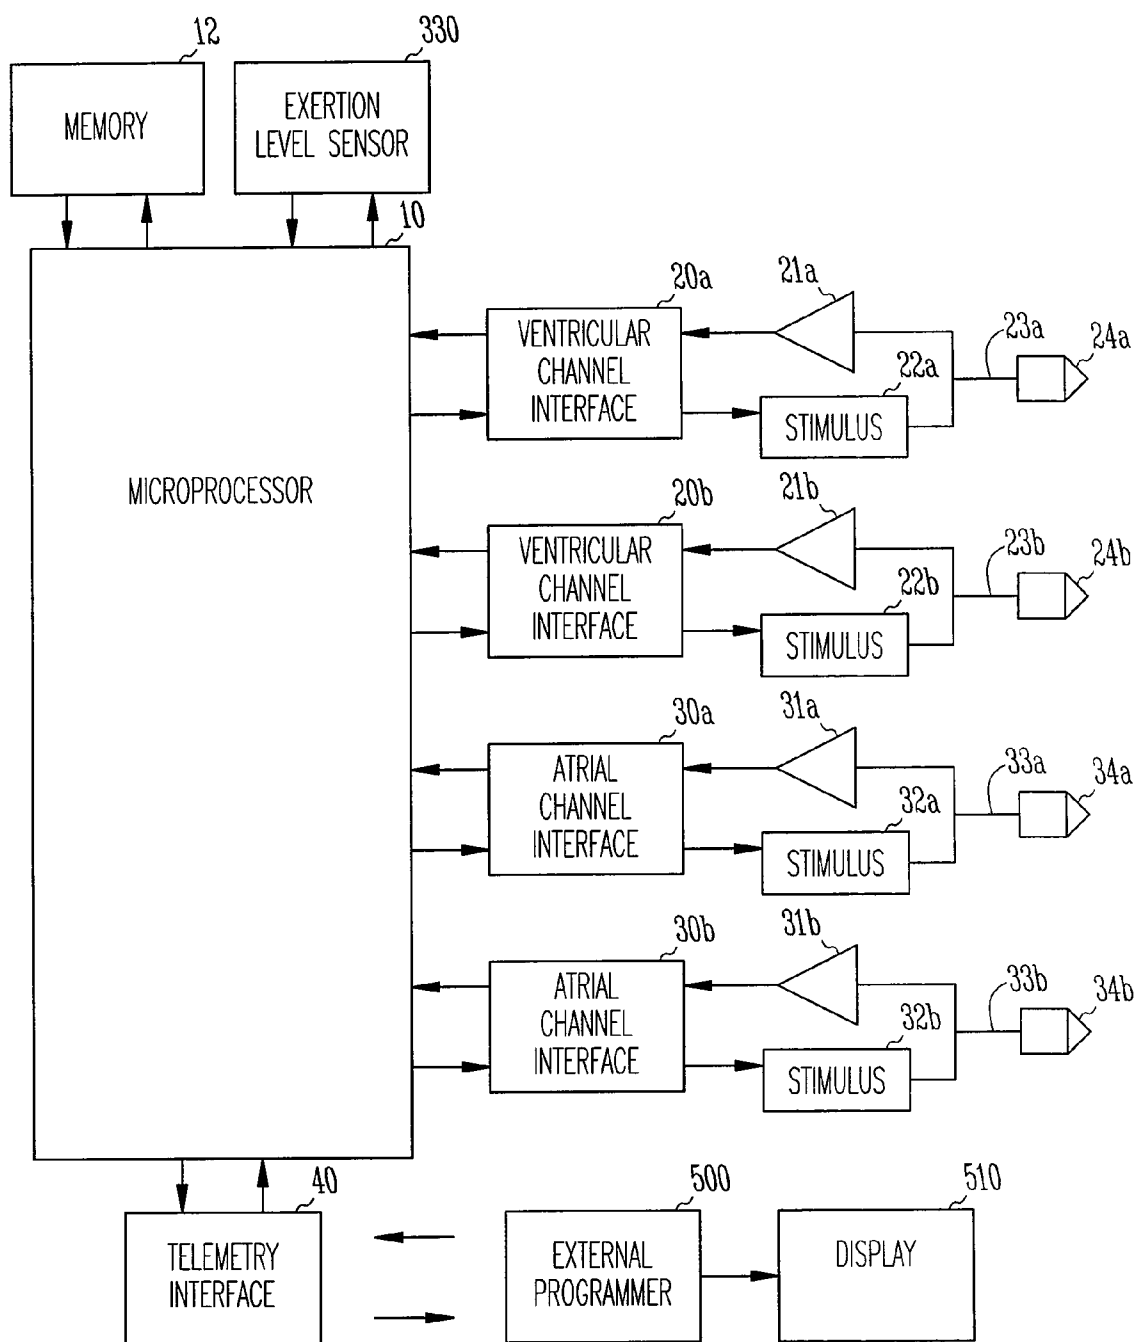 12
330
MEMORY
EXERTION
LEVEL SENSOR
10
MICROPROCESSOR
20a
VENTRICULAR
CHANNEL
INTERFACE
21a
22a
STIMULUS
23a
24a
20b
VENTRICULAR
CHANNEL
INTERFACE
21b
22b
STIMULUS
23b
24b
30a
ATRIAL
CHANNEL
INTERFACE
31a
32a
STIMULUS
33a
34a
30b
ATRIAL
CHANNEL
INTERFACE
31b
32b
STIMULUS
33b
34b
40
TELEMETRY
INTERFACE
500
EXTERNAL
PROGRAMMER
510
DISPLAY